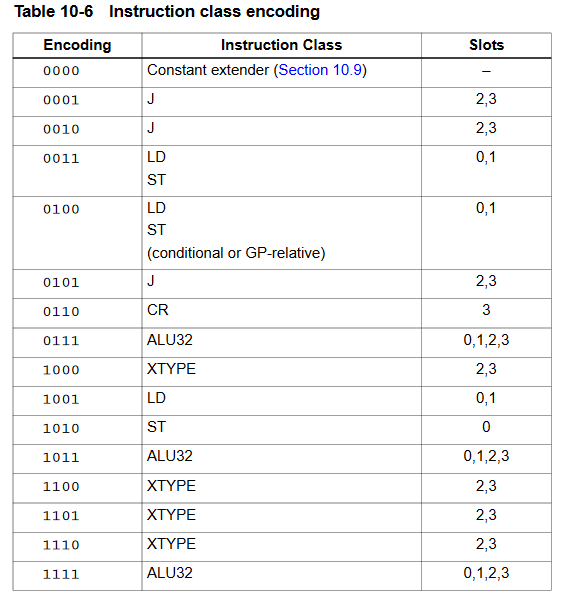 Table 10-6 Instruction class encoding
Encoding Instruction Class Slots
0000 Constant extender (Section 10.9) –
0001 J 2,3
0010 J 2,3
0011 LD 0,1
ST
0100 LD 0,1
ST
(conditional or GP-relative)
0101 J 2,3
0110 CR 3
0111 ALU32 0,1,2,3
1000 XTYPE 2,3
1001 LD 0,1
1010 ST 0
1011 ALU32 0,1,2,3
1100 XTYPE 2,3
1101 XTYPE 2,3
1110 XTYPE 2,3
1111 ALU32 0,1,2,3